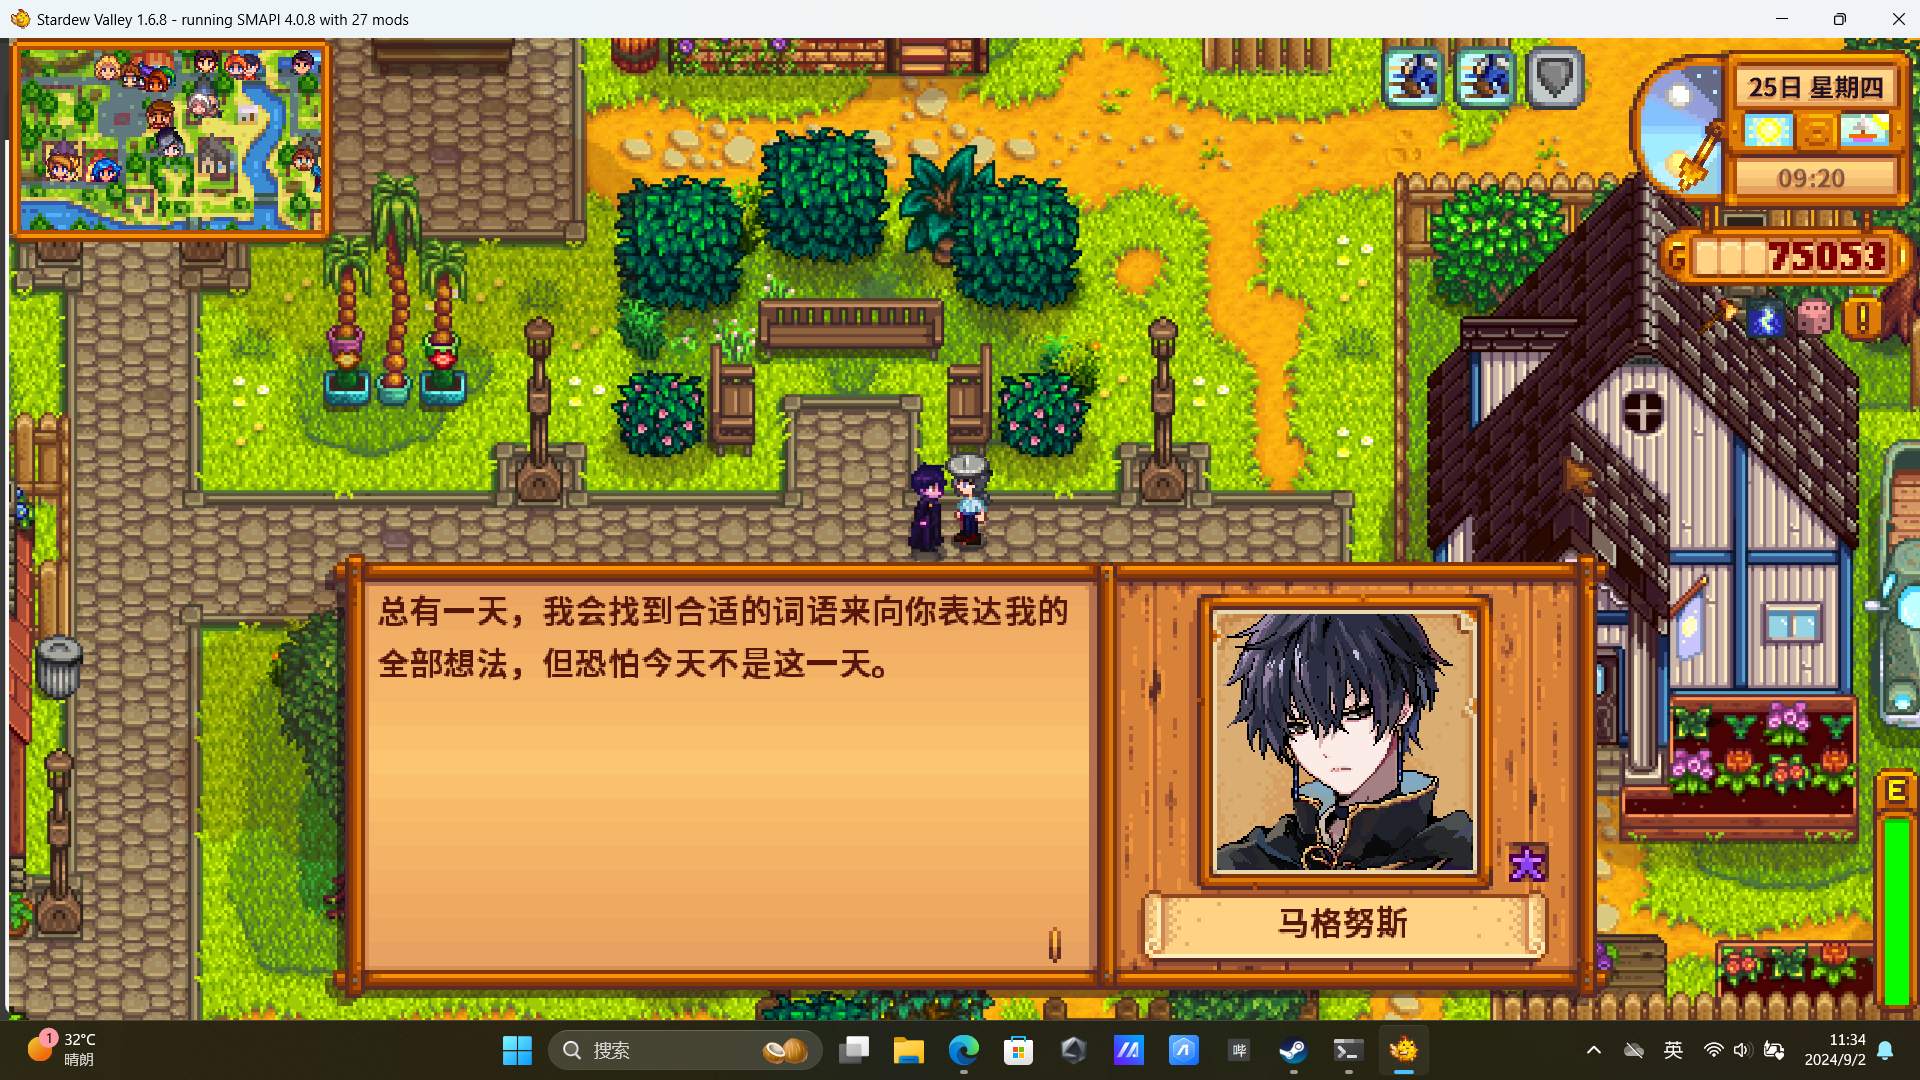 Stardew Valley 1.6.8 - running SMAPI 4.0.8 with 27 mods
25日 星期四
09:20
G
75053
总有一天，我会找到合适的词语来向你表达我的
全部想法，但恐怕今天不是这一天。
马格努斯
E
1
32°C
晴朗
搜索
哔
英
11:34
2024/9/2